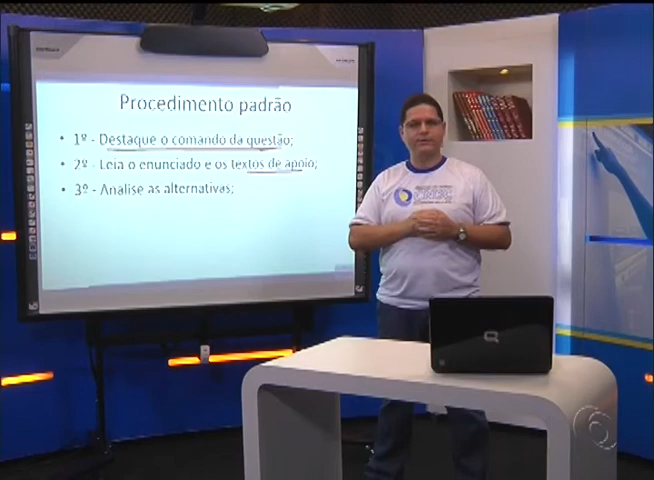 Procedimento padrão
• 1º - Destaque o comando da questão;
• 2º - Leia o enunciado e os textos de apoio;
• 3º - Analise as alternativas;